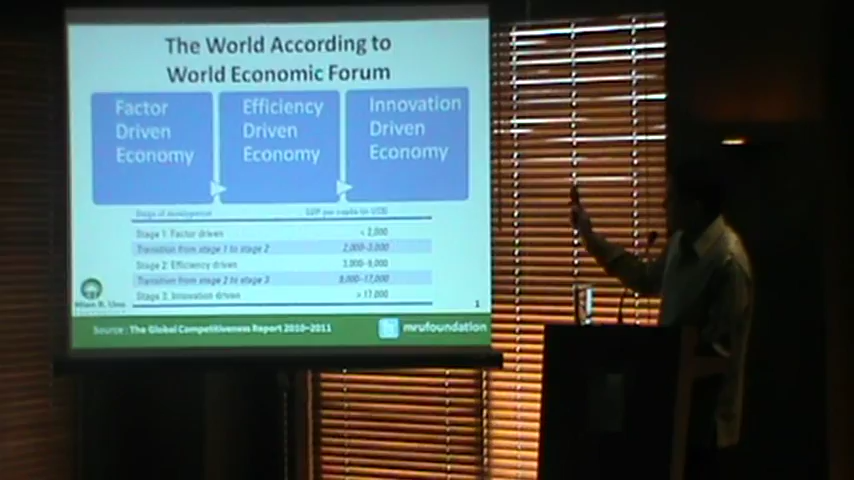 The World According to
World Economic Forum
Factor
Driven
Economy
Efficiency
Driven
Economy
Innovation
Driven
Economy
Stage of development GDP per capita (in US$)
Stage 1: Factor driven < 2,000
Transition from stage 1 to stage 2 2,000–3,000
Stage 2: Efficiency driven 3,000–9,000
Transition from stage 2 to stage 3 9,000–17,000
Stage 3: Innovation driven > 17,000
Mien R. Uno
1
Source : The Global Competitiveness Report 2010–2011
mrufoundation